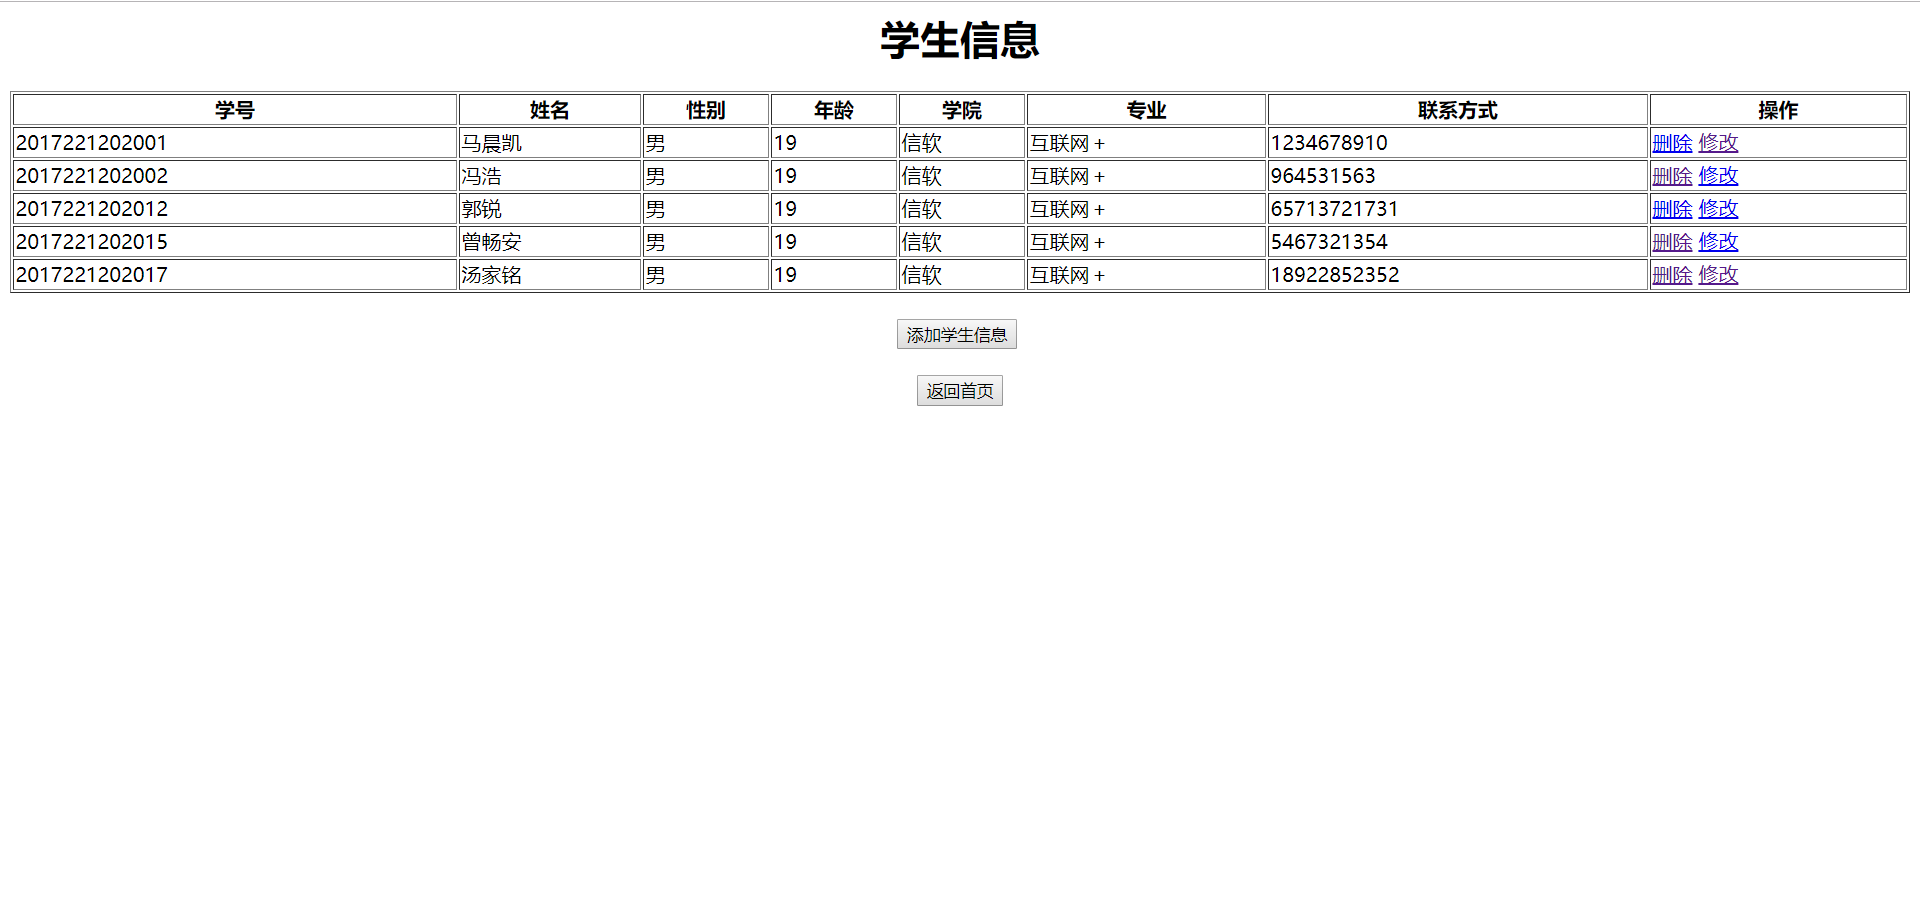 学生信息
学号 姓名 性别 年龄 学院 专业 联系方式 操作
2017221202001 马晨凯 男 19 信软 互联网＋ 1234678910 删除 修改
2017221202002 冯浩 男 19 信软 互联网＋ 964531563 删除 修改
2017221202012 郭锐 男 19 信软 互联网＋ 65713721731 删除 修改
2017221202015 曾畅安 男 19 信软 互联网＋ 5467321354 删除 修改
2017221202017 汤家铭 男 19 信软 互联网＋ 18922852352 删除 修改
添加学生信息
返回首页